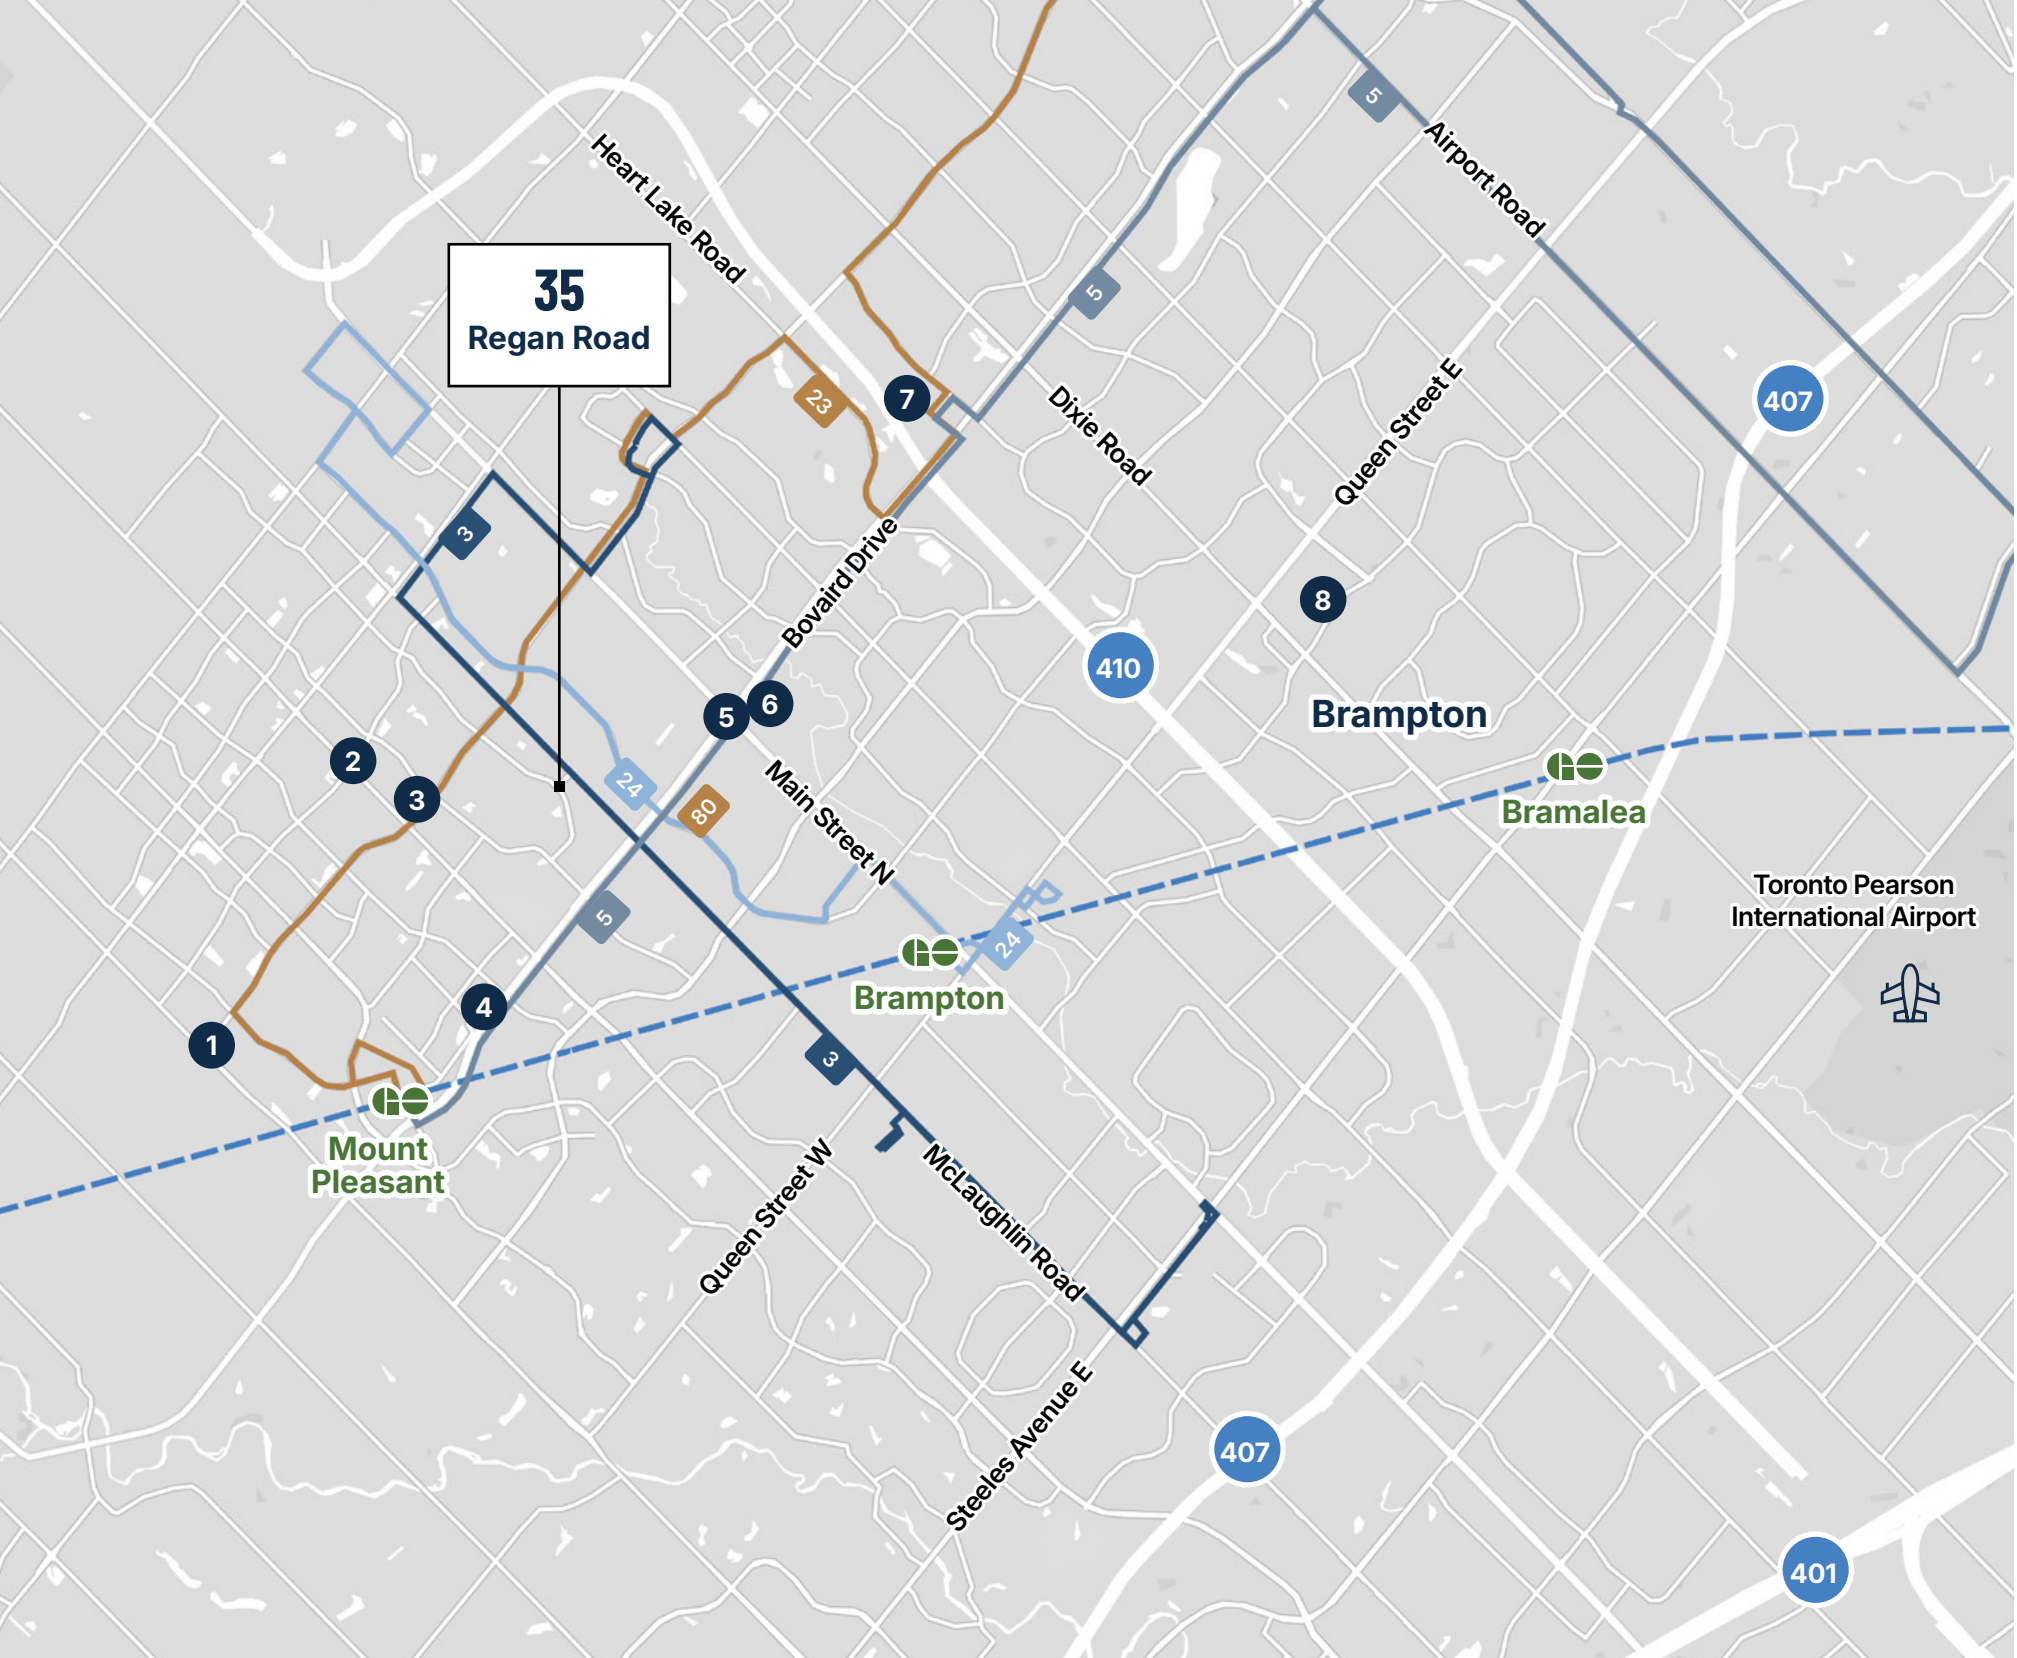 5
Airport Road
Heart Lake Road
35
Regan Road
5
23
7
407
Dixie Road
Queen Street E
3
Bovaird Drive
8
410
5
6
Brampton
2
3
24
80
Main Street N
Bramalea
Toronto Pearson
International Airport
5
24
Brampton
4
1
3
Mount
Pleasant
Queen Street W
McLaughlin Road
Steeles Avenue E
407
401